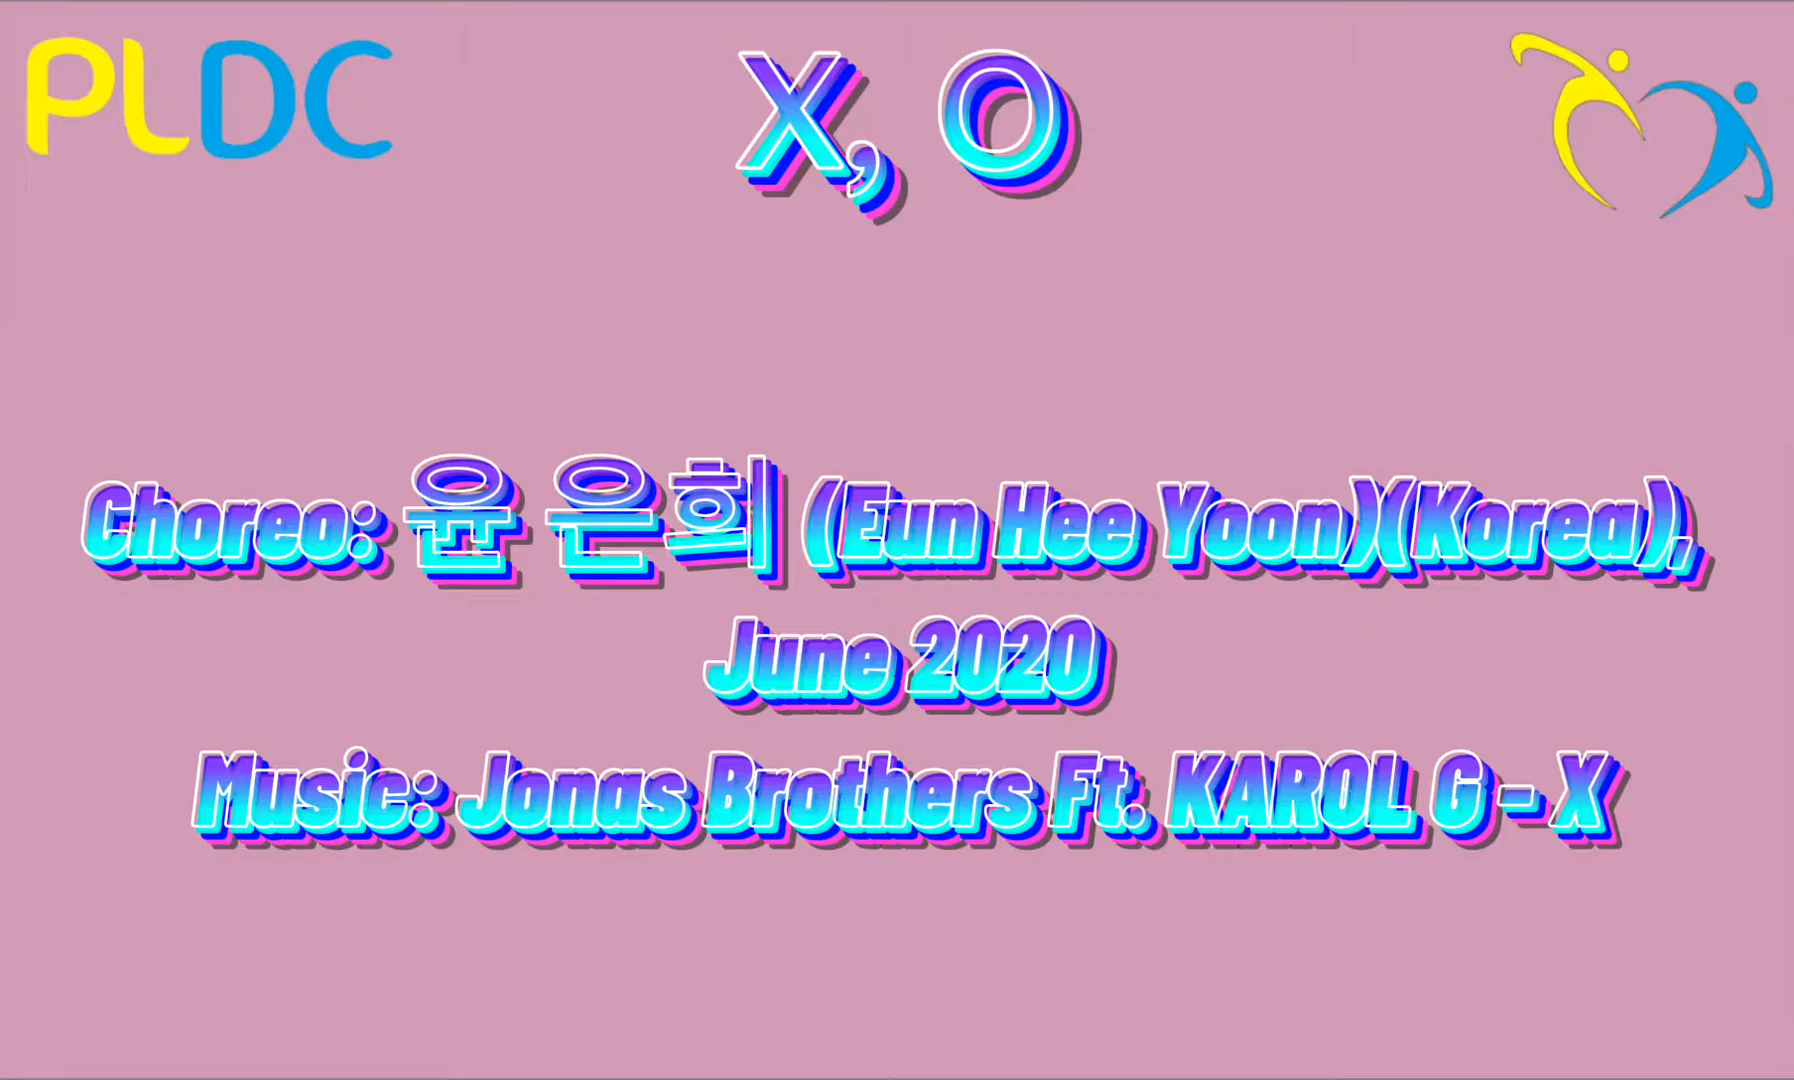 PLDC
X, O
Choreo: 윤 은희 (Eun Hee Yoon)(Korea),
June 2020
Music: Jonas Brothers Ft. KAROL G - X